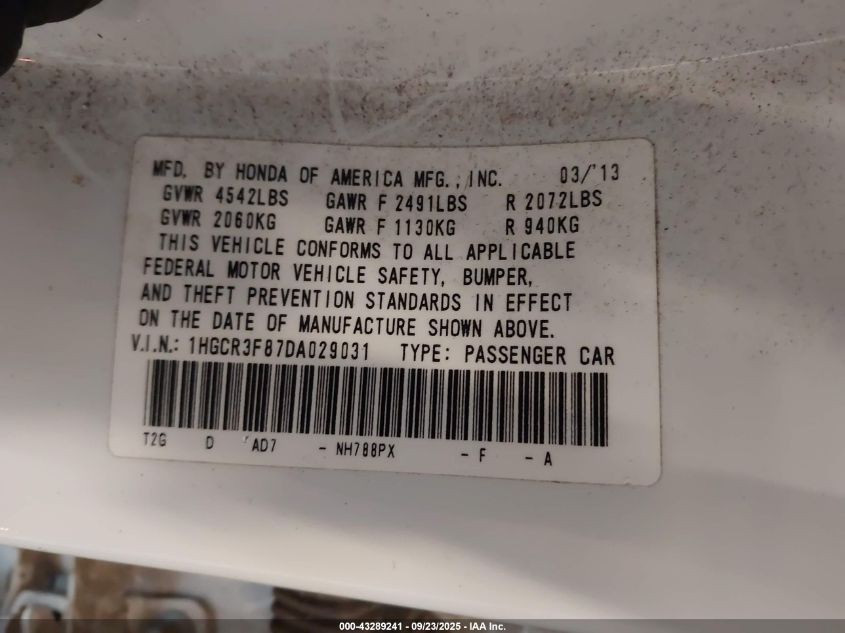 MFD. BY HONDA OF AMERICA MFG., INC. 03/'13
GVWR 4542LBS GAWR F 2491LBS R 2072LBS
GVWR 2060KG GAWR F 1130KG R 940KG
THIS VEHICLE CONFORMS TO ALL APPLICABLE
FEDERAL MOTOR VEHICLE SAFETY, BUMPER,
AND THEFT PREVENTION STANDARDS IN EFFECT
ON THE DATE OF MANUFACTURE SHOWN ABOVE.
V.I.N.: 1HGCR3F87DA029031 TYPE: PASSENGER CAR
T2G D AD7 - NH788PX - F - A
000-43289241 - 09/23/2025 - IAA Inc.